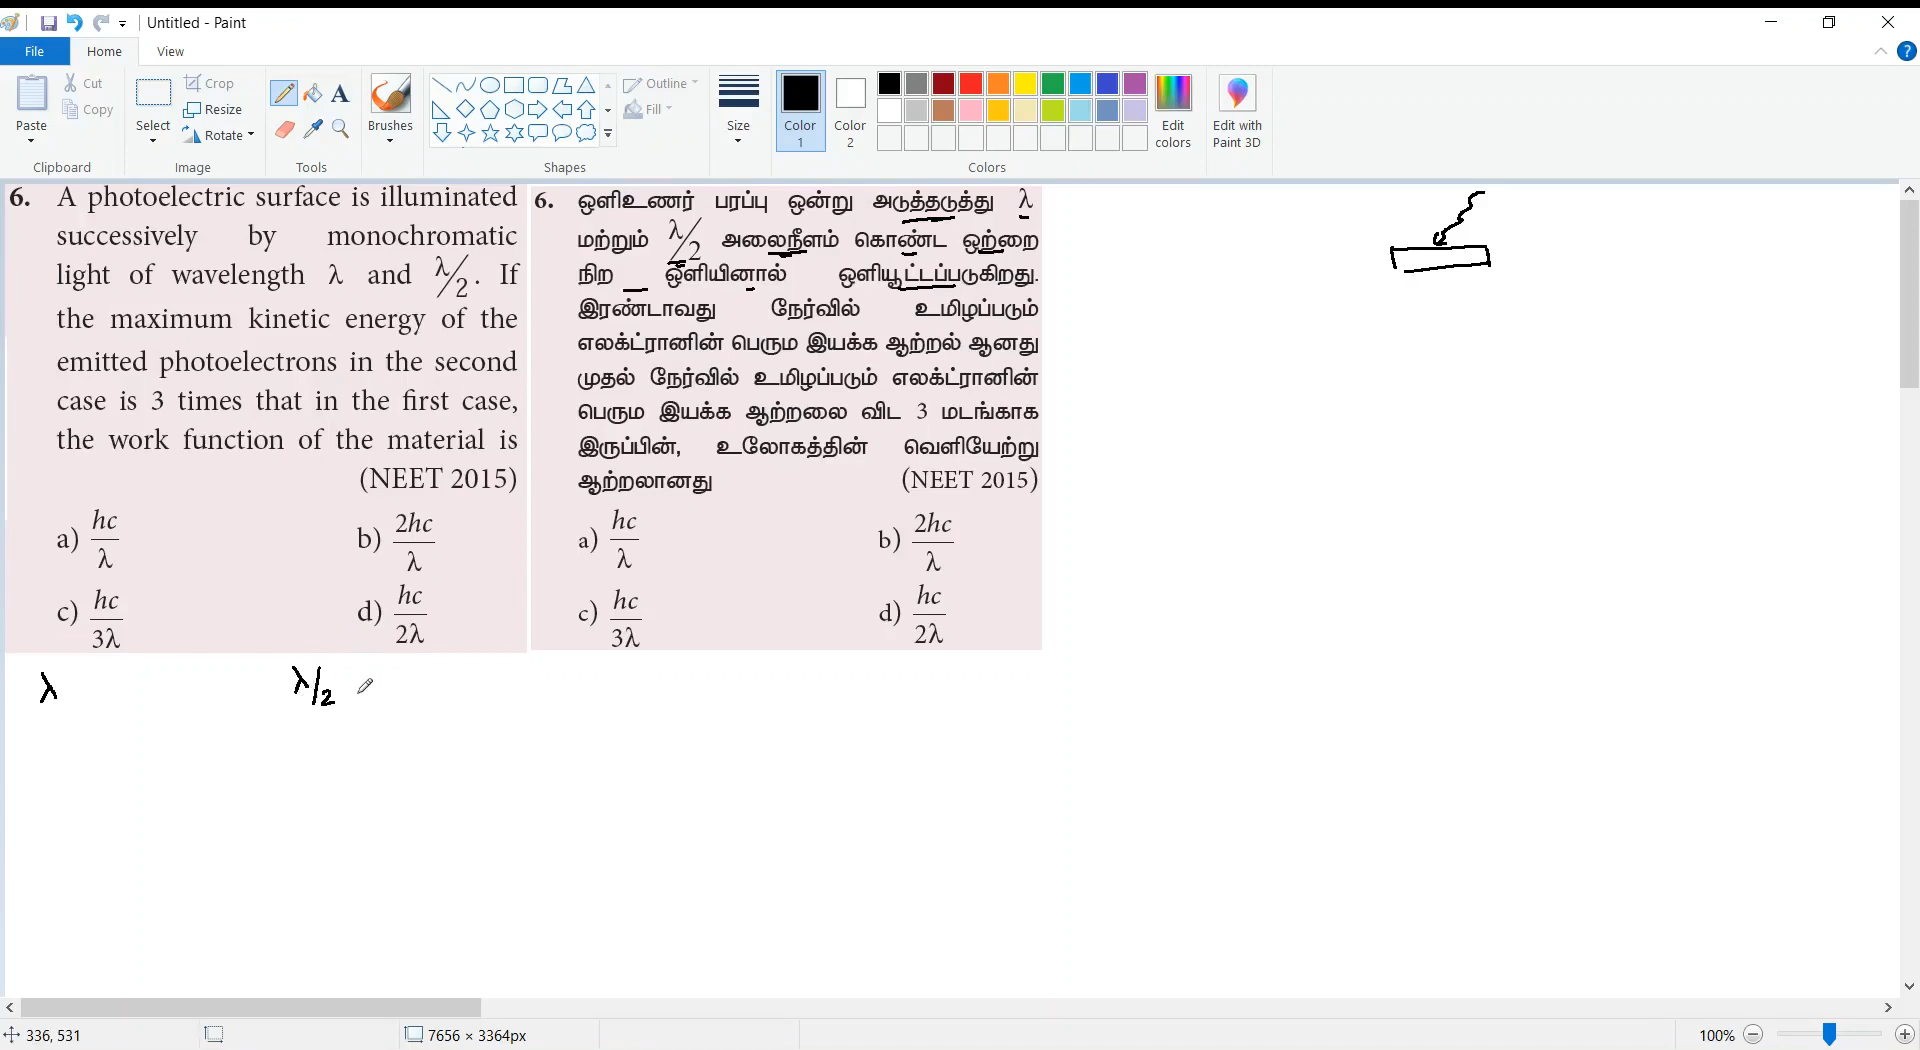 Untitled - Paint
File Home View
Paste
Cut
Copy
Clipboard
Select
Crop
Resize
Rotate
Image
Tools
Brushes
Outline
Fill
Shapes
Size
Color 1
Color 2
Edit colors
Edit with Paint 3D
Colors
6. A photoelectric surface is illuminated
successively by monochromatic
light of wavelength λ and λ/2. If
the maximum kinetic energy of the
emitted photoelectrons in the second
case is 3 times that in the first case,
the work function of the material is
(NEET 2015)
a) hc/λ b) 2hc/λ
c) hc/3λ d) hc/2λ
6. ஒளிஉணர் பரப்பு ஒன்று அடுத்தடுத்து λ
மற்றும் λ/2 அலைநீளம் கொண்ட ஒற்றை
நிற ஒளியினால் ஒளியூட்டப்படுகிறது.
இரண்டாவது நேர்வில் உமிழப்படும்
எலக்ட்ரானின் பெரும இயக்க ஆற்றல் ஆனது
முதல் நேர்வில் உமிழப்படும் எலக்ட்ரானின்
பெரும இயக்க ஆற்றலை விட 3 மடங்காக
இருப்பின், உலோகத்தின் வெளியேற்று
ஆற்றலானது (NEET 2015)
a) hc/λ b) 2hc/λ
c) hc/3λ d) hc/2λ
λ λ/2
336, 531
7656 × 3364px
100%